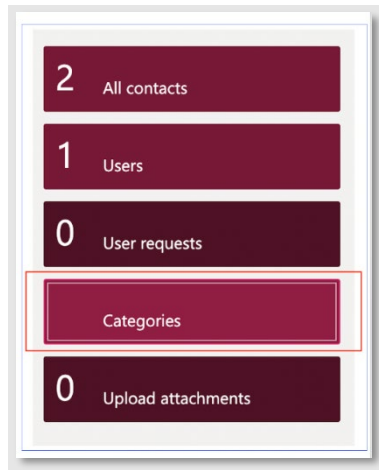 2 All contacts
1 Users
0 User requests
Categories
0 Upload attachments